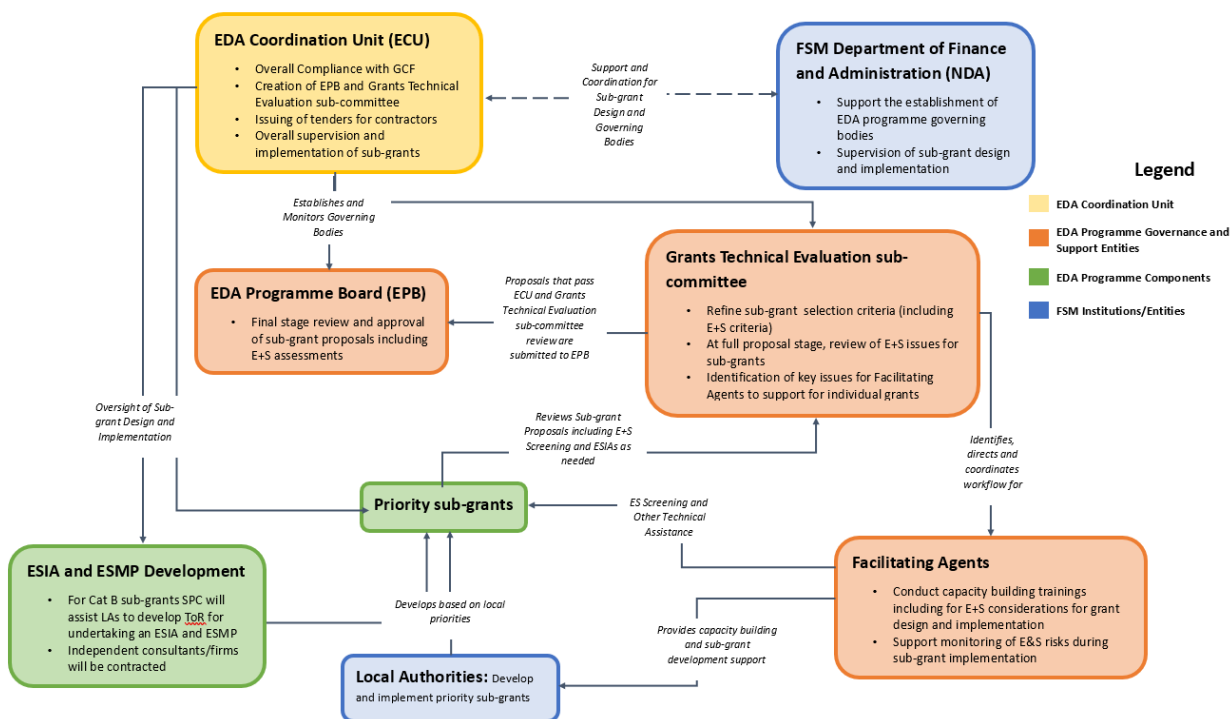 EDA Coordination Unit (ECU)
• Overall Compliance with GCF
• Creation of EPB and Grants Technical
Evaluation sub-committee
• Issuing of tenders for contractors
• Overall supervision and
implementation of sub-grants
Support and
Coordination for
Sub-grant
Design and
Governing
Bodies
FSM Department of Finance
and Administration (NDA)
• Support the establishment of
EDA programme governing
bodies
• Supervision of sub-grant design
and implementation
Legend
EDA Coordination Unit
EDA Programme Governance and
Support Entities
EDA Programme Components
FSM Institutions/Entities
Establishes and
Monitors Governing
Bodies
EDA Programme Board (EPB)
• Final stage review and approval
of sub-grant proposals including
E+S assessments
Proposals that pass
ECU and Grants
Technical Evaluation
sub-committee
review are
submitted to EPB
Grants Technical Evaluation sub-
committee
• Refine sub-grant selection criteria (including
E+S criteria)
• At full proposal stage, review of E+S issues for
sub-grants
• Identification of key issues for Facilitating
Agents to support for individual grants
Oversight of Sub-
grant Design and
Implementation
Reviews Sub-grant
Proposals including E+S
Screening and ESIAs as
needed
Identifies,
directs and
coordinates
workflow for
Priority sub-grants
ES Screening and
Other Technical
Assistance
ESIA and ESMP Development
• For Cat B sub-grants SPC will
assist LAs to develop ToR for
undertaking an ESIA and ESMP
• Independent consultants/firms
will be contracted
Develops based on local
priorities
Provides capacity building
and sub-grant
development support
Facilitating Agents
• Conduct capacity building trainings
including for E+S considerations for grant
design and implementation
• Support monitoring of E&S risks during
sub-grant implementation
Local Authorities: Develop
and implement priority sub-grants